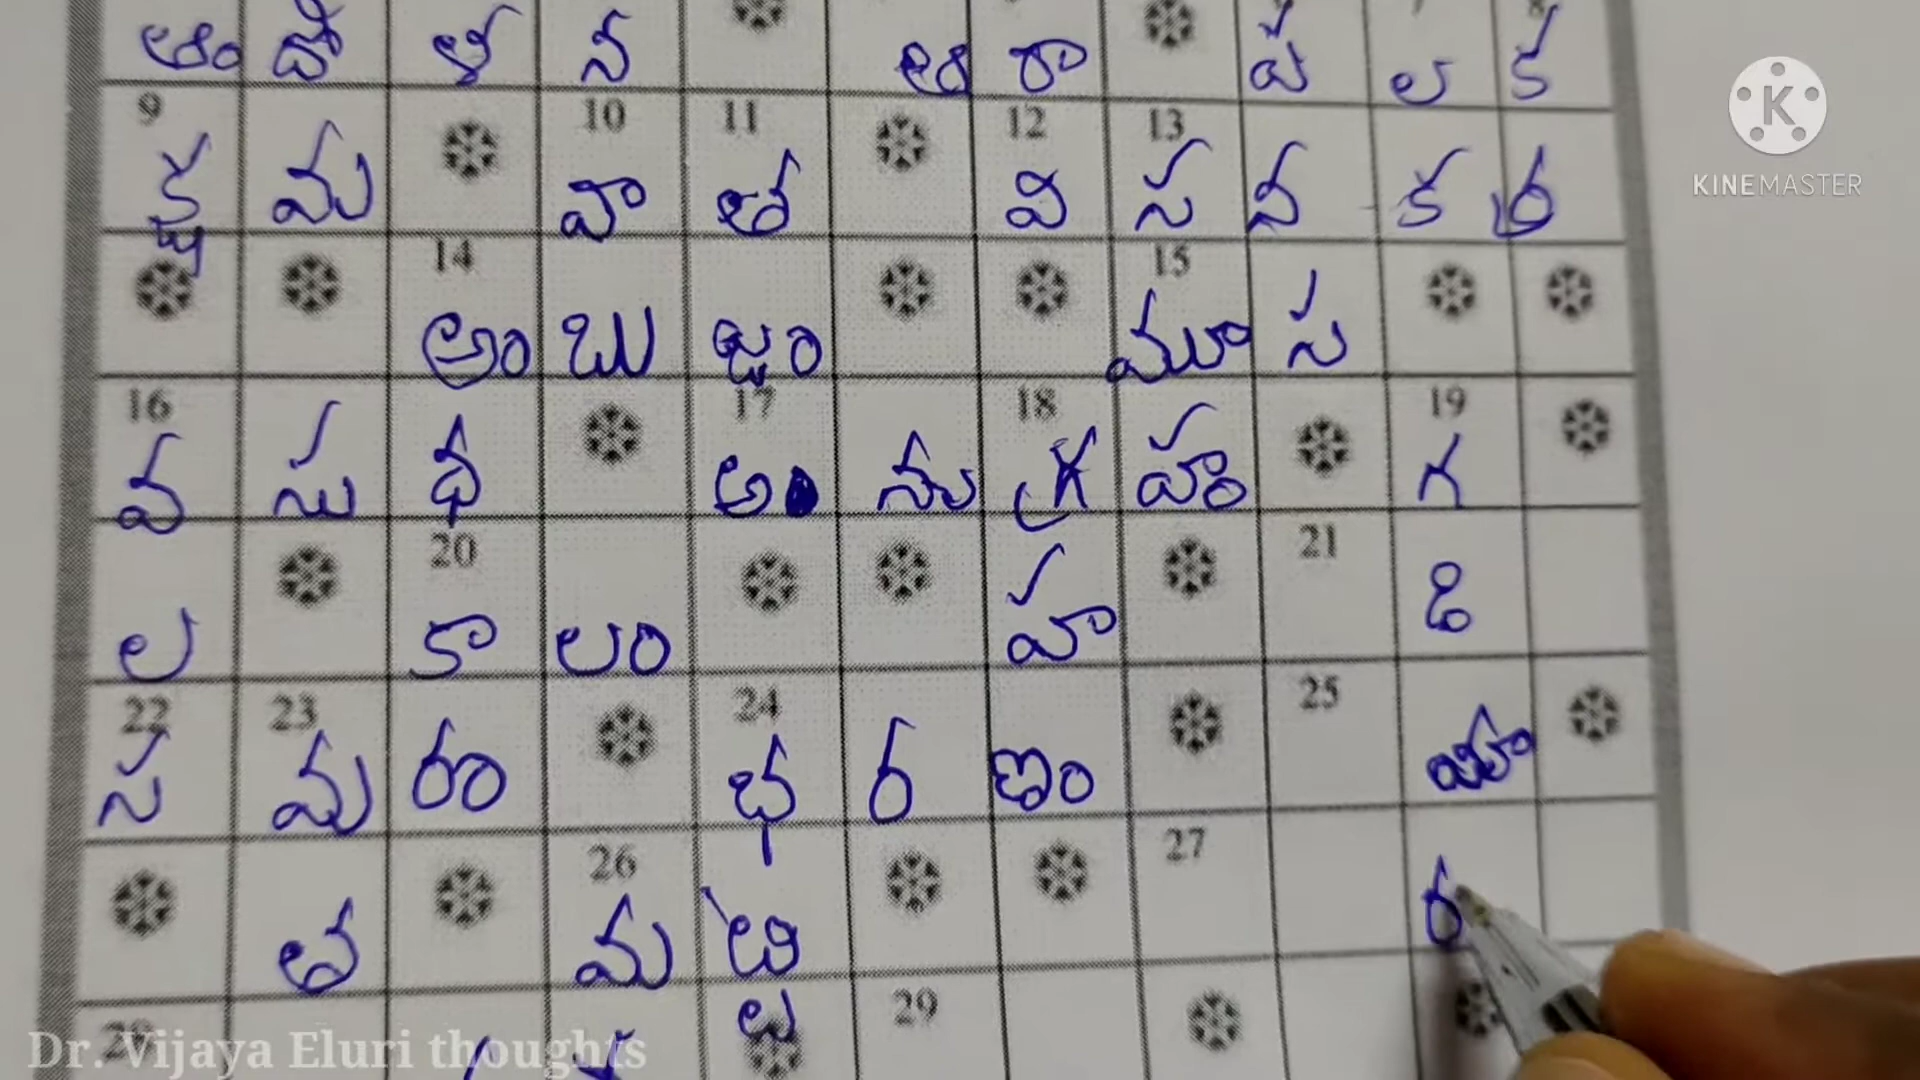 ఆం దో ళ న ఆ రా ప ల క
9 10 11 12 13
క్ష మ వా త వి స న క ర్ర
14 15
అం బు జం మూ స
16 17 18 19
వ సు ధ అ ను గ్ర హం గ
20 21
ల కా లం హ డి
22 23 24 25
స మ రం భ ర ణం
26 27
త మ టి ర
29
K
KINEMASTER
Dr. Vijaya Eluri thoughts